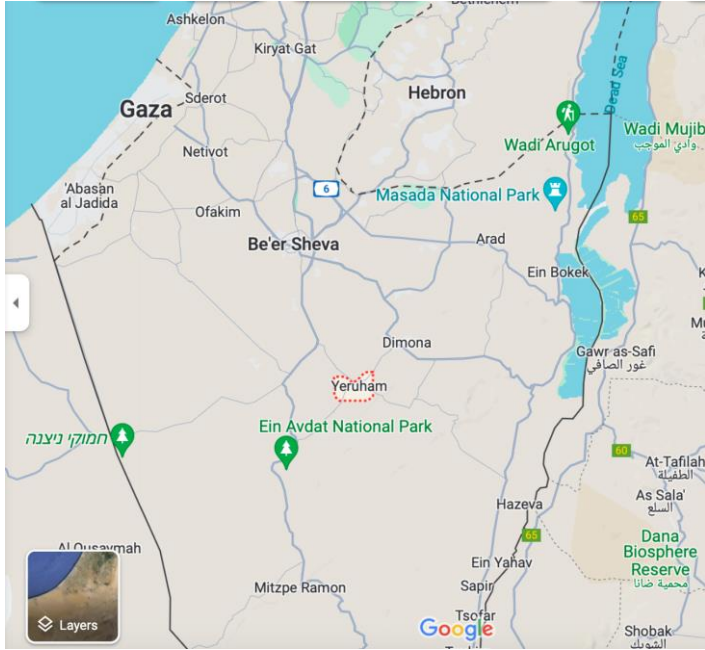 Ashkelon
Kiryat Gat
Sderot
Gaza
Hebron
Dead Sea
Wadi Arugot
Wadi Mujib
وادي الموجب
Netivot
'Abasan
al Jadida
Ofakim
6
Masada National Park
65
Be'er Sheva
Arad
Ein Bokek
Dimona
Gawr as-Safi
غور الصافي
Yeruham
Ein Avdat National Park
חמוקי ניצנה
60
At-Tafilah
الطفيلة
As Sala'
السلع
Hazeva
65
Dana
Biosphere
Reserve
محمية ضانا
Ein Yahav
Mitzpe Ramon
Sapir
Tsofar
Layers
Google
Shobak
الشوبك